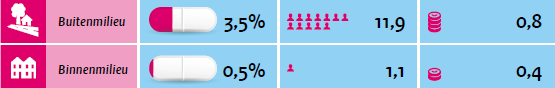 Buitenmilieu 3,5% 11,9 0,8
Binnenmilieu 0,5% 1,1 0,4